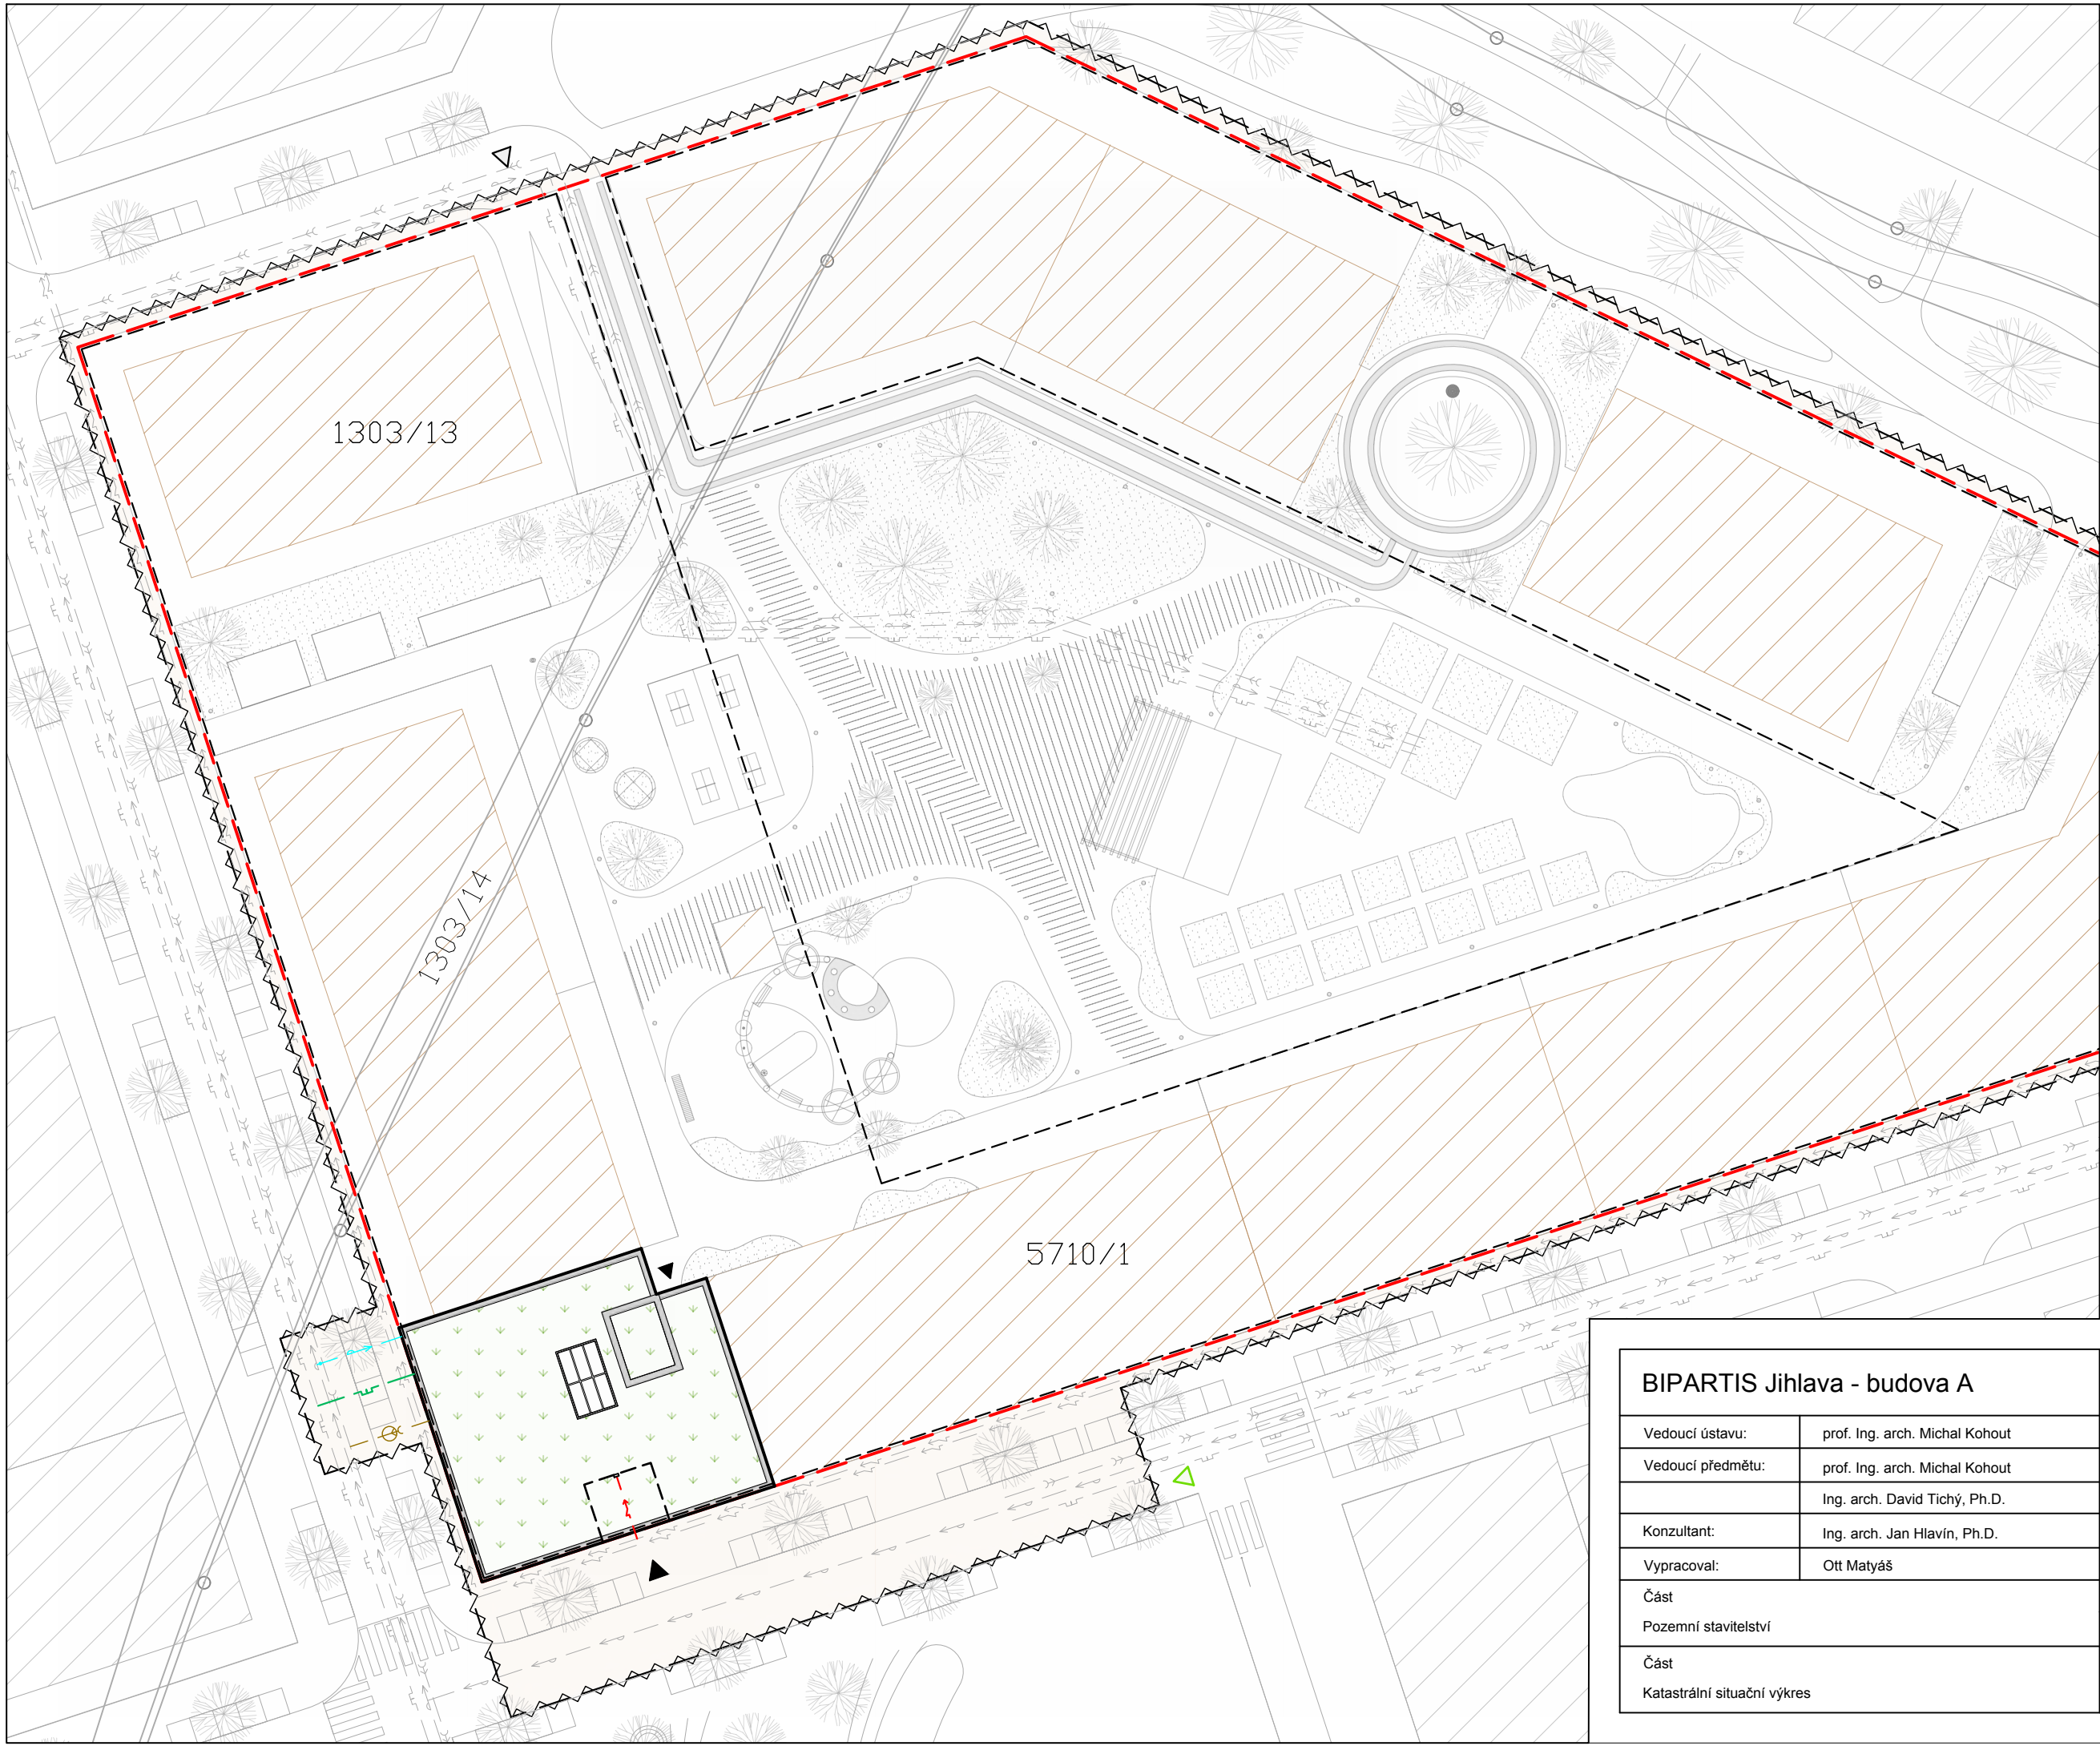 1303/13
1303/14
5710/1
BIPARTIS Jihlava - budova A
Vedoucí ústavu: prof. Ing. arch. Michal Kohout
Vedoucí předmětu: prof. Ing. arch. Michal Kohout
Ing. arch. David Tichý, Ph.D.
Konzultant: Ing. arch. Jan Hlavín, Ph.D.
Vypracoval: Ott Matyáš
Část
Pozemní stavitelství
Část
Katastrální situační výkres